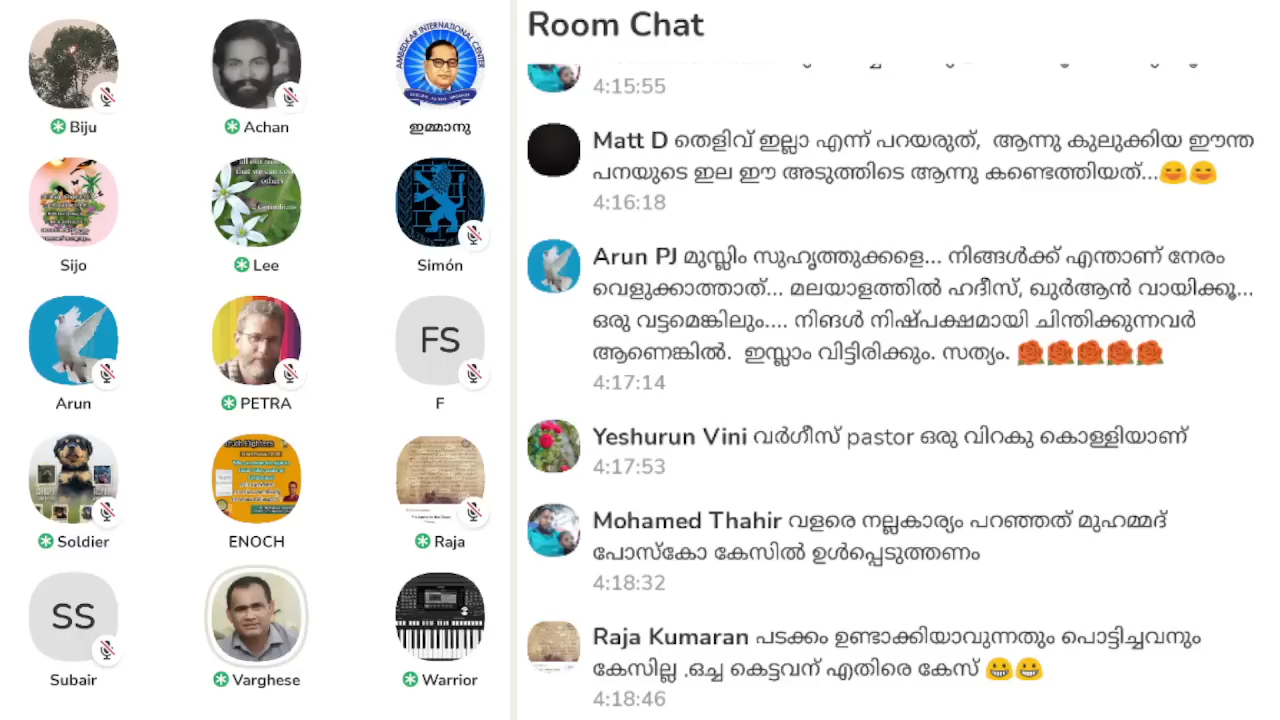 Biju
Achan
ഇമ്മാനു
Sijo
Lee
Simón
Arun
PETRA
FS
F
Soldier
ENOCH
Raja
SS
Subair
Varghese
Warrior
AMBEDKAR INTERNATIONAL CENTER
Room Chat
4:15:55
Matt D തെളിവ് ഇല്ലാ എന്ന് പറയരുത്,  ആന്നു കുലുക്കിയ ഈന്ത
പനയുടെ ഇല ഈ അടുത്തിടെ ആന്നു കണ്ടെത്തിയത്...😄😄
4:16:18
Arun PJ മുസ്ലിം സുഹൃത്തുക്കളെ... നിങ്ങൾക്ക് എന്താണ് നേരം
വെളുക്കാത്താത്... മലയാളത്തിൽ ഹദീസ്, ഖുർആൻ വായിക്കൂ...
ഒരു വട്ടമെങ്കിലും.... നിങൾ നിഷ്പക്ഷമായി ചിന്തിക്കുന്നവർ
ആണെങ്കിൽ.  ഇസ്ലാം വിട്ടിരിക്കും. സത്യം. 🌹🌹🌹🌹🌹
4:17:14
Yeshurun Vini വർഗീസ് pastor ഒരു വിറകു കൊള്ളിയാണ്
4:17:53
Mohamed Thahir വളരെ നല്ലകാര്യം പറഞ്ഞത് മുഹമ്മദ്
പോസ്കോ കേസിൽ ഉൾപ്പെടുത്തണം
4:18:32
Raja Kumaran പടക്കം ഉണ്ടാക്കിയാവുന്നതും പൊട്ടിച്ചവനും
കേസില്ല ,ഒച്ച കെട്ടവന് എതിരെ കേസ് 😀😀
4:18:46